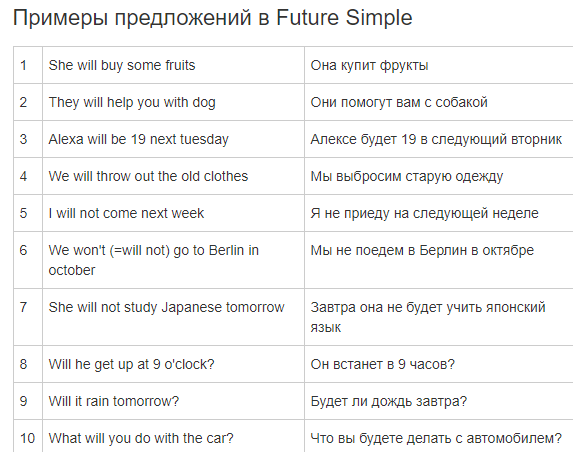 Примеры предложений в Future Simple
1 She will buy some fruits Она купит фрукты
2 They will help you with dog Они помогут вам с собакой
3 Alexa will be 19 next tuesday Алексе будет 19 в следующий вторник
4 We will throw out the old clothes Мы выбросим старую одежду
5 I will not come next week Я не приеду на следующей неделе
6 We won't (=will not) go to Berlin in Мы не поедем в Берлин в октябре
october
7 She will not study Japanese tomorrow Завтра она не будет учить японский
язык
8 Will he get up at 9 o'clock? Он встанет в 9 часов?
9 Will it rain tomorrow? Будет ли дождь завтра?
10 What will you do with the car? Что вы будете делать с автомобилем?